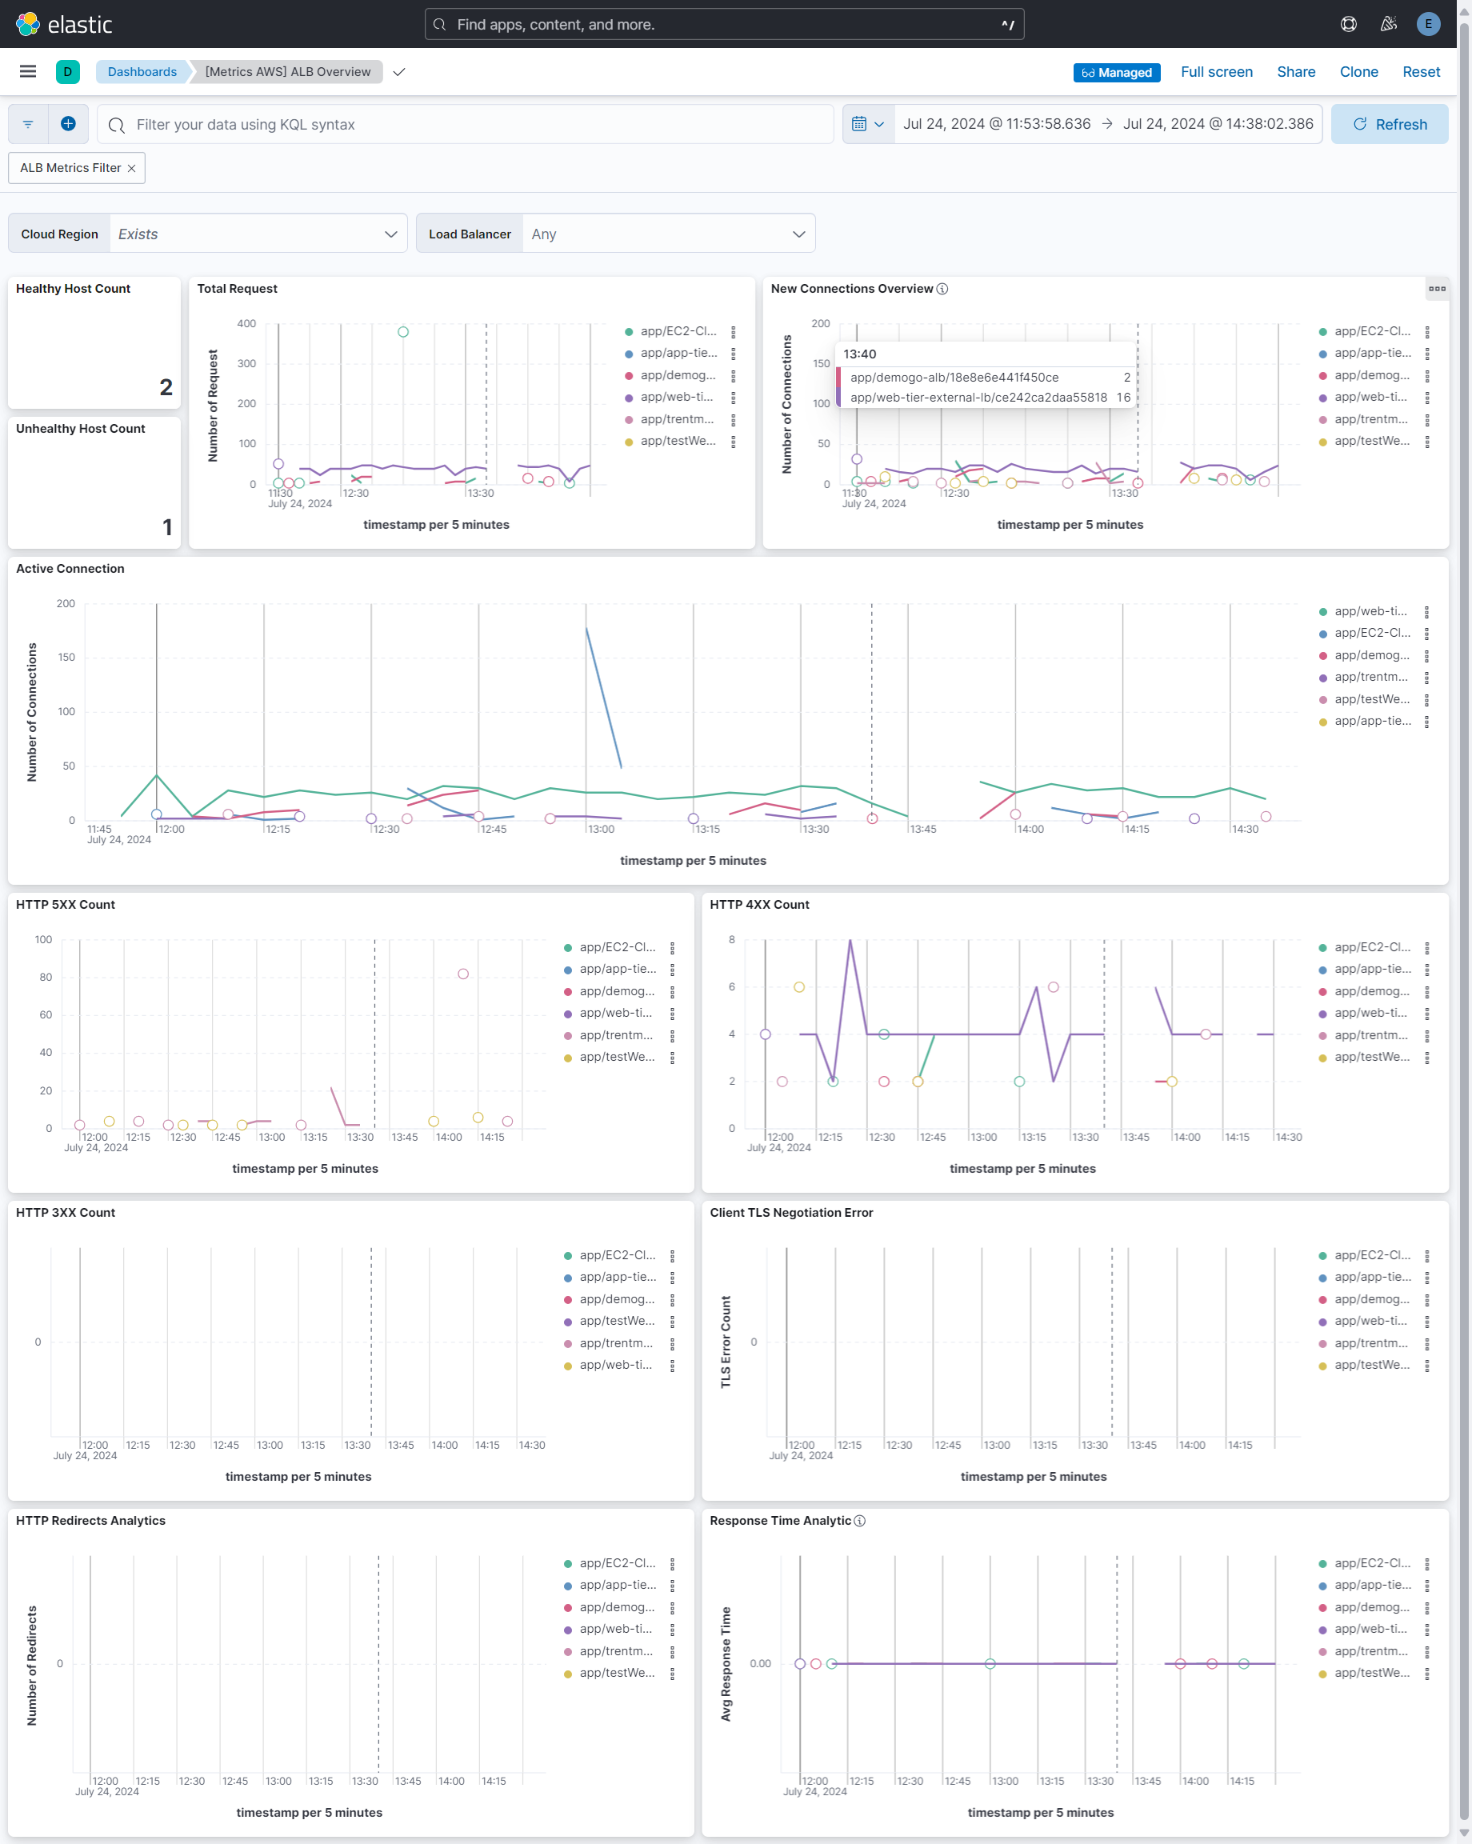 elastic
Find apps, content, and more.
^/
E
D
Dashboards
[Metrics AWS] ALB Overview
Managed
Full screen
Share
Clone
Reset
Filter your data using KQL syntax
Jul 24, 2024 @ 11:53:58.636 → Jul 24, 2024 @ 14:38:02.386
Refresh
ALB Metrics Filter ×
Cloud Region Exists
Load Balancer Any
Healthy Host Count
2
Unhealthy Host Count
1
Total Request
Number of Request
400
300
200
100
0
11:30 12:30 13:30
July 24, 2024
timestamp per 5 minutes
app/EC2-Cl...
app/app-tie...
app/demog...
app/web-ti...
app/trentm...
app/testWe...
New Connections Overview
Number of Connections
200
150
100
50
0
13:40
app/demogo-alb/18e8e6e441f450ce 2
app/web-tier-external-lb/ce242ca2daa55818 16
11:30 12:30 13:30
July 24, 2024
timestamp per 5 minutes
app/EC2-Cl...
app/app-tie...
app/demog...
app/web-ti...
app/trentm...
app/testWe...
Active Connection
Number of Connections
200
150
100
50
0
11:45 12:00 12:15 12:30 12:45 13:00 13:15 13:30 13:45 14:00 14:15 14:30
July 24, 2024
timestamp per 5 minutes
app/web-ti...
app/EC2-Cl...
app/demog...
app/trentm...
app/testWe...
app/app-tie...
HTTP 5XX Count
100
80
60
40
20
0
12:00 12:15 12:30 12:45 13:00 13:15 13:30 13:45 14:00 14:15
July 24, 2024
timestamp per 5 minutes
app/EC2-Cl...
app/app-tie...
app/demog...
app/web-ti...
app/trentm...
app/testWe...
HTTP 4XX Count
8
6
4
2
0
12:00 12:15 12:30 12:45 13:00 13:15 13:30 13:45 14:00 14:15 14:30
July 24, 2024
timestamp per 5 minutes
app/EC2-Cl...
app/app-tie...
app/demog...
app/web-ti...
app/trentm...
app/testWe...
HTTP 3XX Count
0
12:00 12:15 12:30 12:45 13:00 13:15 13:30 13:45 14:00 14:15 14:30
July 24, 2024
timestamp per 5 minutes
app/EC2-Cl...
app/app-tie...
app/demog...
app/testWe...
app/trentm...
app/web-ti...
Client TLS Negotiation Error
TLS Error Count
0
12:00 12:15 12:30 12:45 13:00 13:15 13:30 13:45 14:00 14:15
July 24, 2024
timestamp per 5 minutes
app/EC2-Cl...
app/app-tie...
app/demog...
app/web-ti...
app/trentm...
app/testWe...
HTTP Redirects Analytics
Number of Redirects
0
12:00 12:15 12:30 12:45 13:00 13:15 13:30 13:45 14:00 14:15
July 24, 2024
timestamp per 5 minutes
app/EC2-Cl...
app/app-tie...
app/demog...
app/web-ti...
app/trentm...
app/testWe...
Response Time Analytic
Avg Response Time
0.00
12:00 12:15 12:30 12:45 13:00 13:15 13:30 13:45 14:00 14:15
July 24, 2024
timestamp per 5 minutes
app/EC2-Cl...
app/app-tie...
app/demog...
app/web-ti...
app/trentm...
app/testWe...